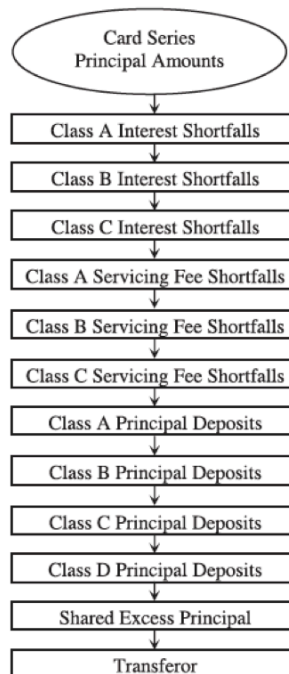 Card Series
Principal Amounts
Class A Interest Shortfalls
Class B Interest Shortfalls
Class C Interest Shortfalls
Class A Servicing Fee Shortfalls
Class B Servicing Fee Shortfalls
Class C Servicing Fee Shortfalls
Class A Principal Deposits
Class B Principal Deposits
Class C Principal Deposits
Class D Principal Deposits
Shared Excess Principal
Transferor